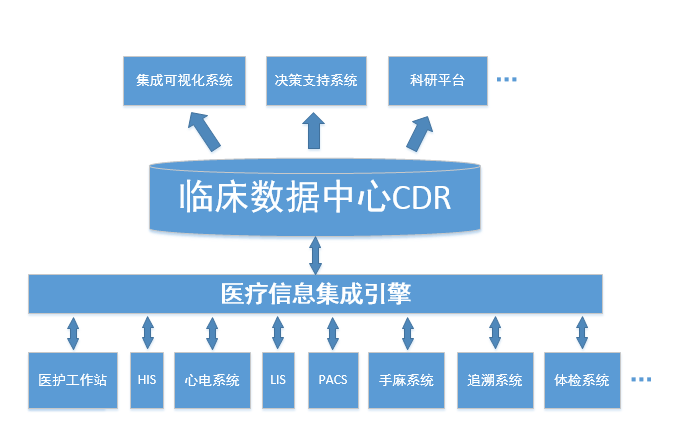 集成可视化系统
决策支持系统
科研平台
...
临床数据中心CDR
医疗信息集成引擎
医护工作站
HIS
心电系统
LIS
PACS
手麻系统
追溯系统
体检系统
...